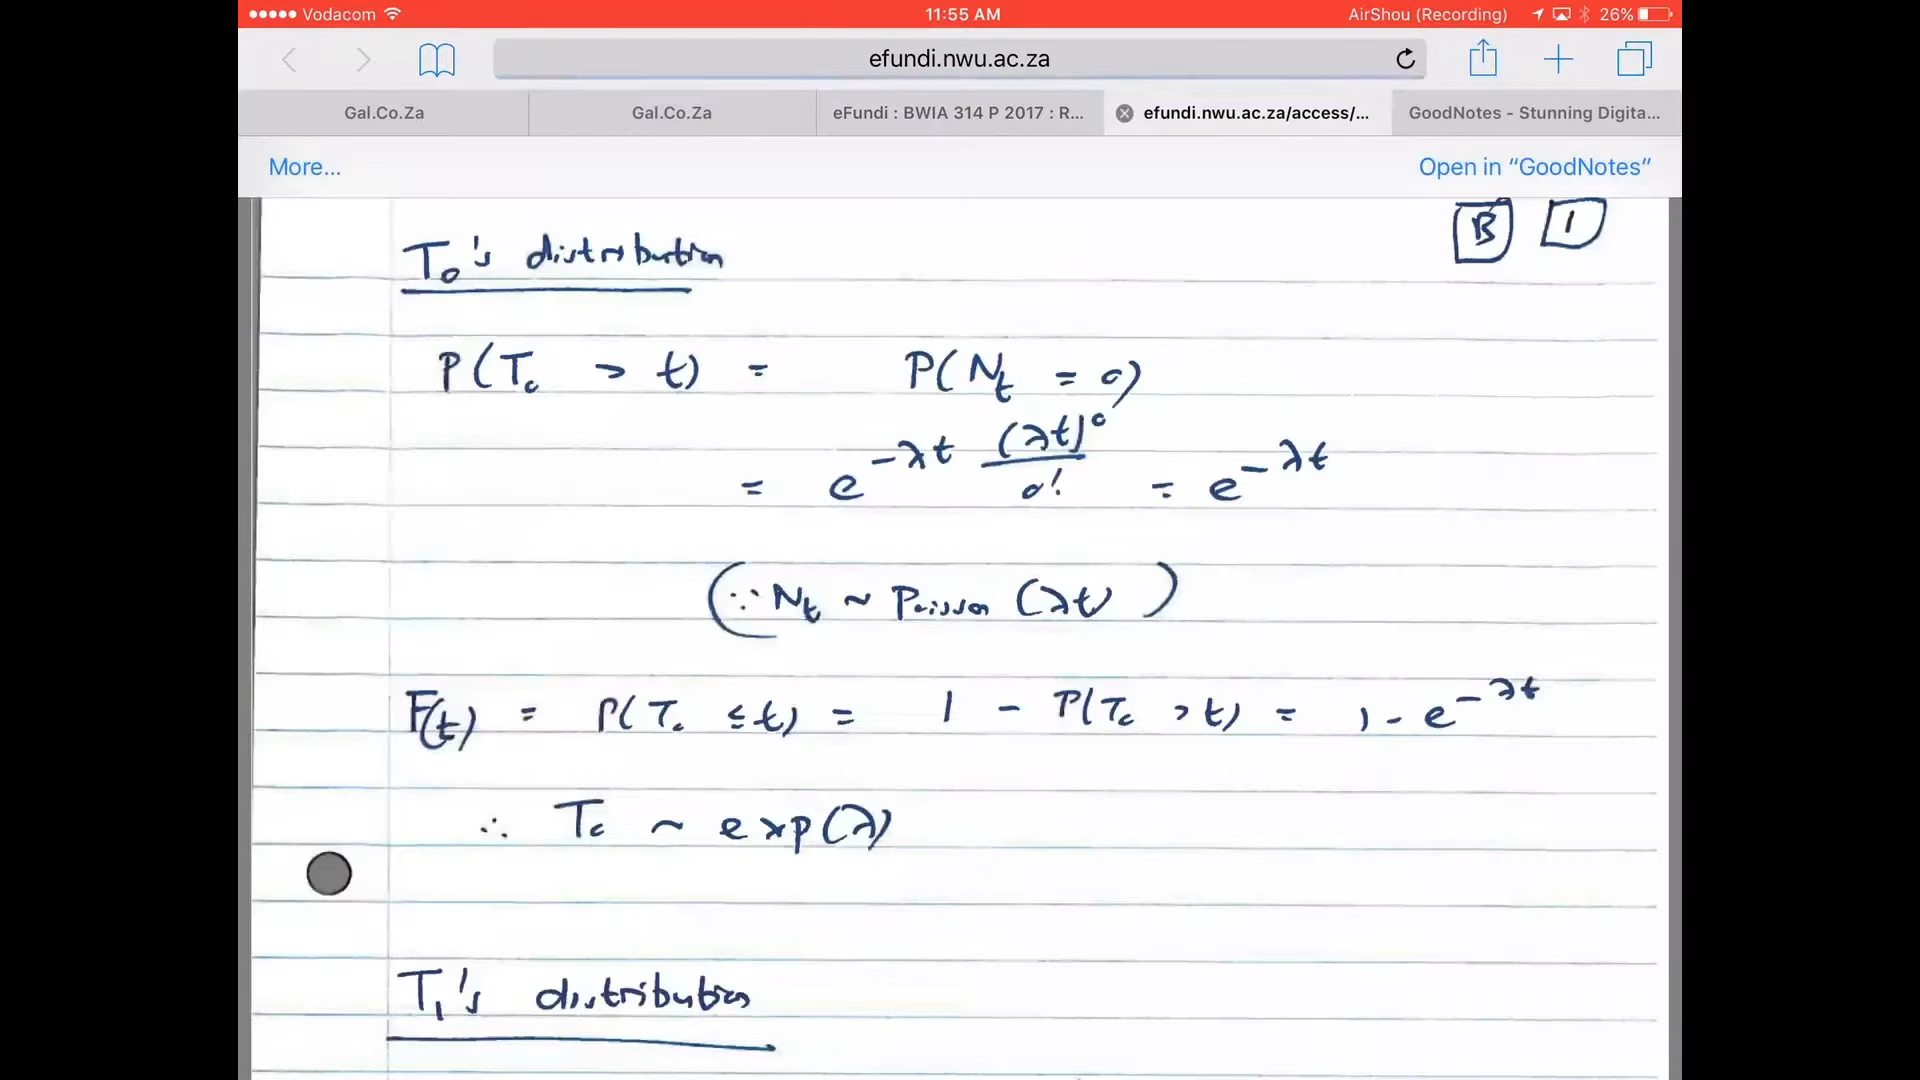 ●●●●● Vodacom 11:55 AM AirShou (Recording) 26%
efundi.nwu.ac.za
Gal.Co.Za Gal.Co.Za eFundi : BWIA 314 P 2017 : R... efundi.nwu.ac.za/access/... GoodNotes - Stunning Digita...
More... Open in “GoodNotes”
B 1
T₀'s distribution
P(T₀ > t) = P(N_t = 0)
= e^{-λt} (λt)^0 / 0! = e^{-λt}
(∵ N_t ~ Poisson (λt) )
F(t) = P(T₀ ≤ t) = 1 - P(T₀ > t) = 1 - e^{-λt}
∴ T₀ ~ exp(λ)
T₁'s distribution